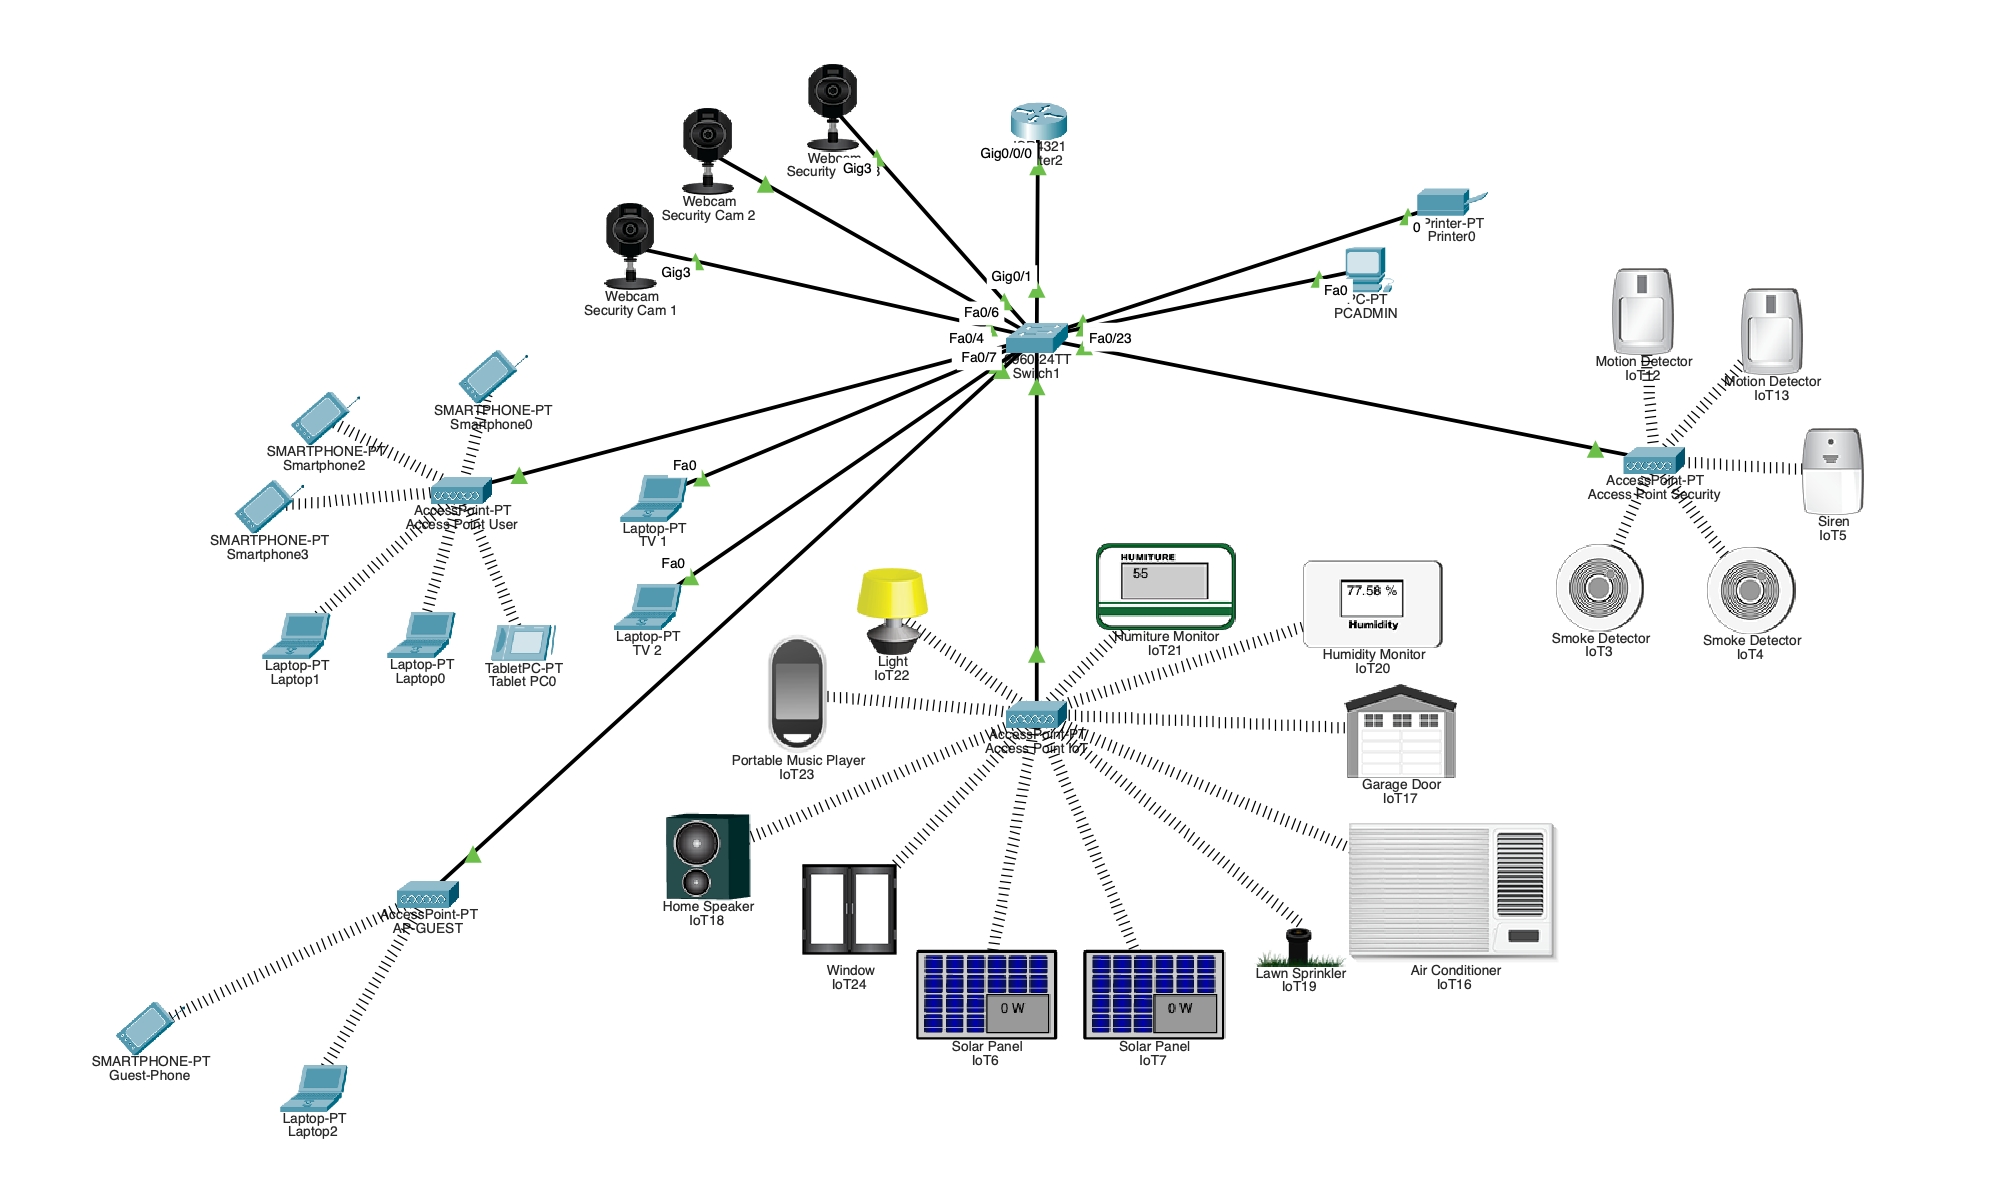 Webcam
Gig3
Webcam
Security Cam 2
Gig0/0/0
Printer-PT
Printer0
0
Gig3
Webcam
Security Cam 1
Gig0/1
Fa0
PC-PT
PCADMIN
Fa0/6
Fa0/4
Fa0/23
Fa0/7
Switch1
Motion Detector
IoT12
Motion Detector
IoT13
SMARTPHONE-PT
Smartphone0
SMARTPHONE-PT
Smartphone2
AccessPoint-PT
Access Point User
SMARTPHONE-PT
Smartphone3
Fa0
Laptop-PT
TV 1
AccessPoint-PT
Access Point Security
Siren
IoT5
Fa0
Laptop-PT
TV 2
HUMITURE
55
Humiture Monitor
IoT21
77.58 %
Humidity
Humidity Monitor
IoT20
Smoke Detector
IoT3
Smoke Detector
IoT4
Laptop-PT
Laptop1
Laptop-PT
Laptop0
TabletPC-PT
Tablet PC0
Light
IoT22
AccessPoint-PT
Access Point IoT
Portable Music Player
IoT23
Garage Door
IoT17
Home Speaker
IoT18
AccessPoint-PT
AP-GUEST
Window
IoT24
0 W
Solar Panel
IoT6
0 W
Solar Panel
IoT7
Lawn Sprinkler
IoT19
Air Conditioner
IoT16
SMARTPHONE-PT
Guest-Phone
Laptop-PT
Laptop2